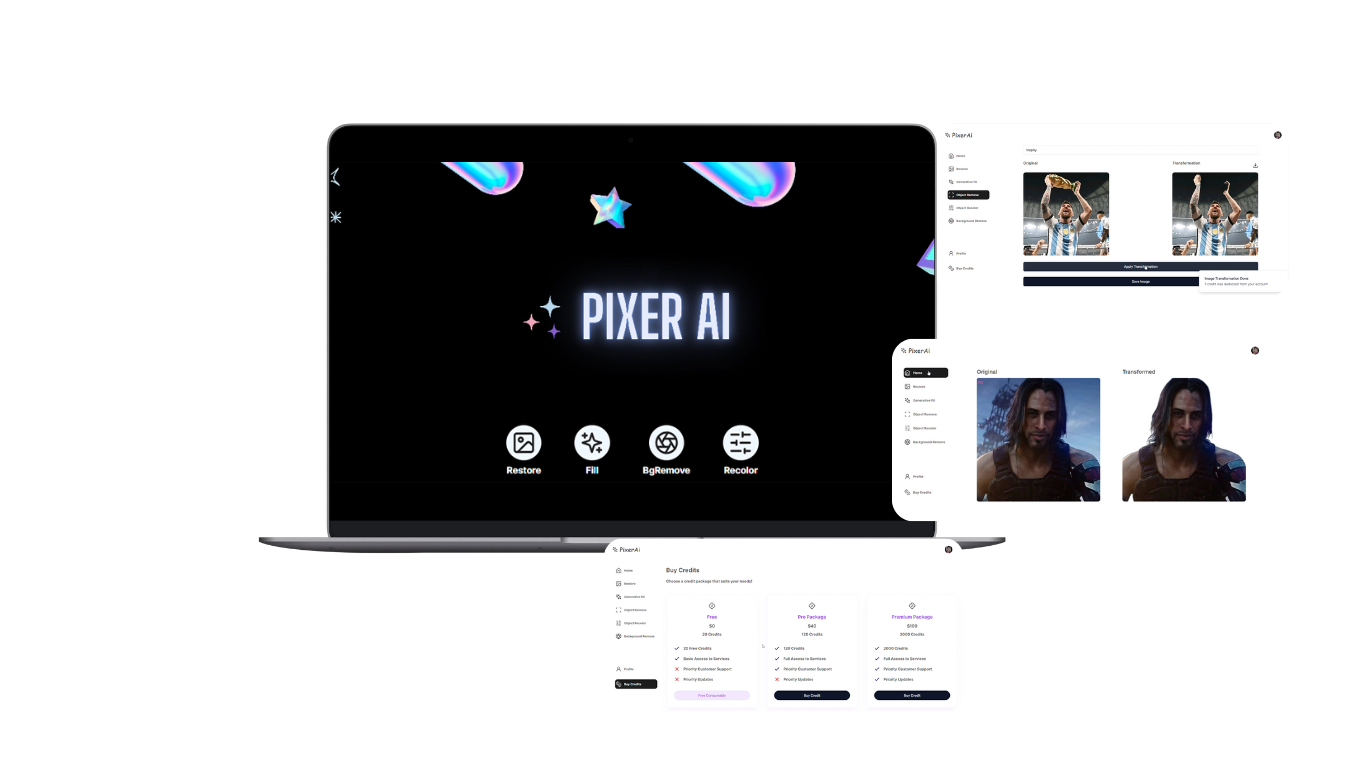 PIXER AI
Restore
Fill
BgRemove
Recolor
PixerAi
Home
Restore
Generative Fill
Object Remove
Object Recolor
Background Remove
Profile
Buy Credits
trophy
Original
Transformation
Apply Transformation
Save Image
Image Transformation Done
1 credit was deducted from your account
PixerAi
Home
Restore
Generative Fill
Object Remove
Object Recolor
Background Remove
Profile
Buy Credits
Original
Transformed
PixerAi
Home
Restore
Generative Fill
Object Remove
Object Recolor
Background Remove
Profile
Buy Credits
Buy Credits
Choose a credit package that suits your needs!
Free
$0
20 Credits
20 Free Credits
Basic Access to Services
Priority Customer Support
Priority Updates
Free Consumable
Pro Package
$40
120 Credits
120 Credits
Full Access to Services
Priority Customer Support
Priority Updates
Buy Credit
Premium Package
$199
2000 Credits
2000 Credits
Full Access to Services
Priority Customer Support
Priority Updates
Buy Credit